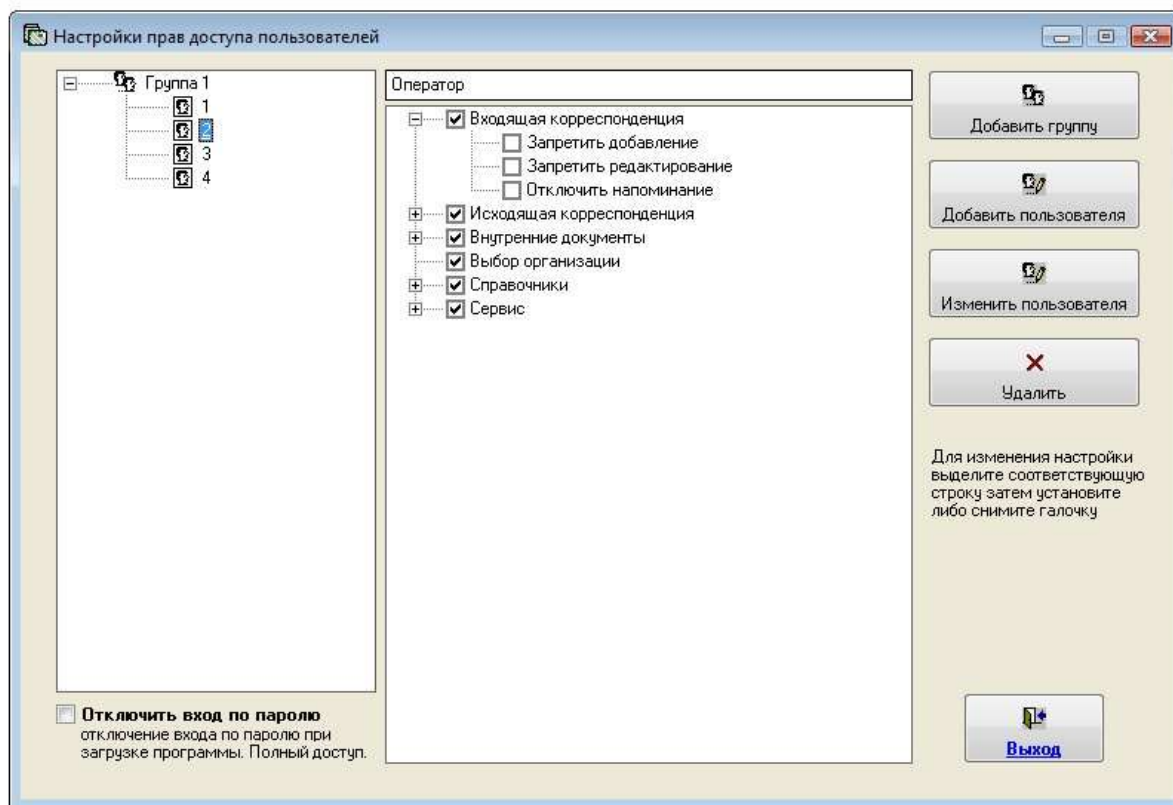 Настройки прав доступа пользователей
Группа 1
1
2
3
4
Оператор
Входящая корреспонденция
Запретить добавление
Запретить редактирование
Отключить напоминание
Исходящая корреспонденция
Внутренние документы
Выбор организации
Справочники
Сервис
Добавить группу
Добавить пользователя
Изменить пользователя
Удалить
Для изменения настройки
выделите соответствующую
строку затем установите
либо снимите галочку
Отключить вход по паролю
отключение входа по паролю при
загрузке программы. Полный доступ.
Выход